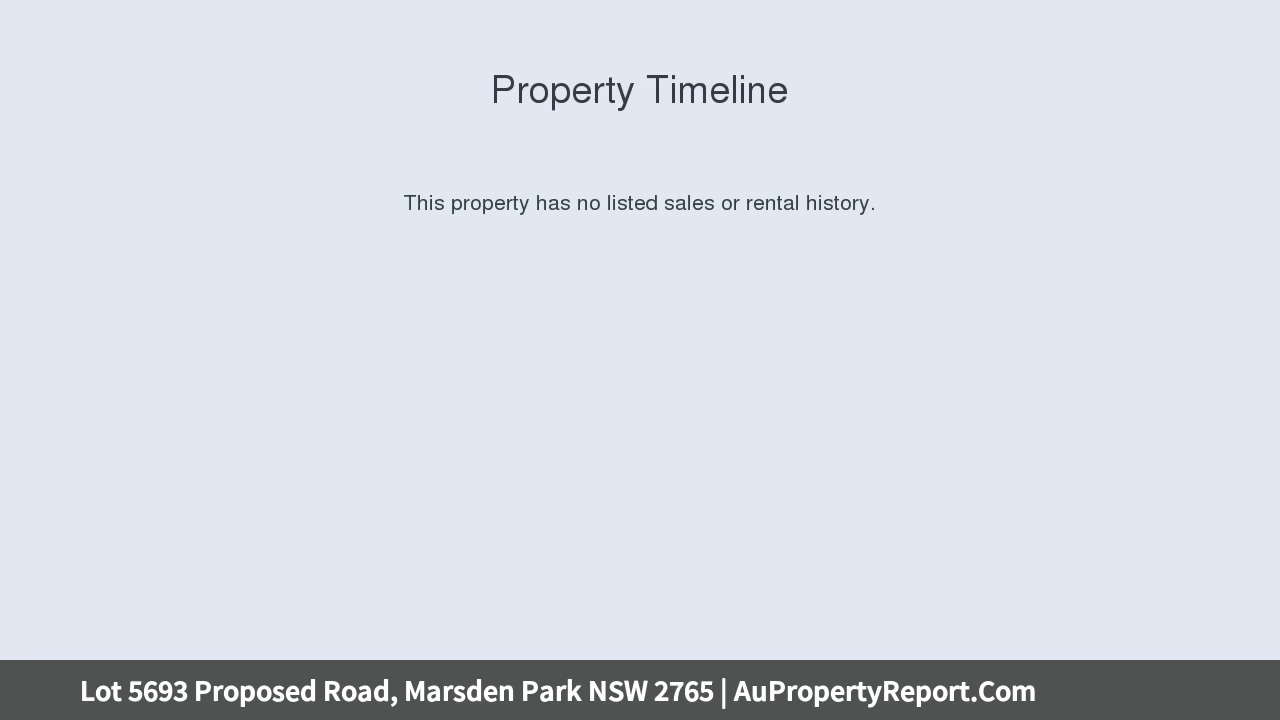 Property Timeline
This property has no listed sales or rental history.
Lot 5693 Proposed Road, Marsden Park NSW 2765 | AuPropertyReport.Com